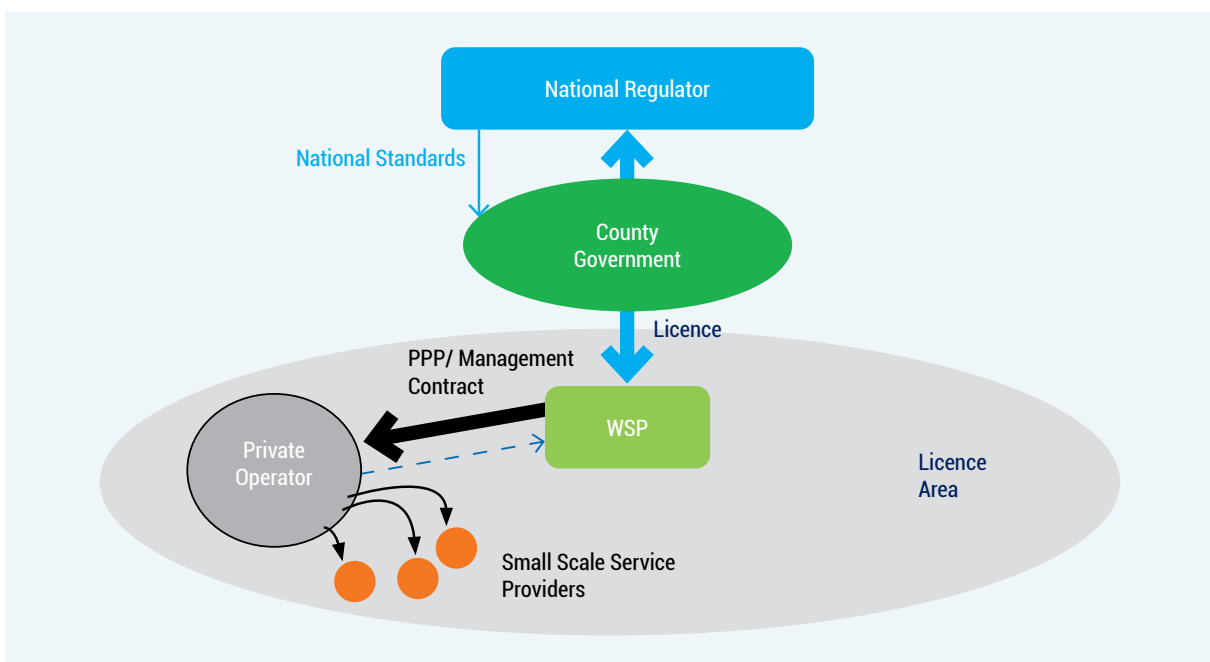 National Regulator
National Standards
County
Government
Licence
PPP/ Management
Contract
WSP
Private
Operator
Licence
Area
Small Scale Service
Providers